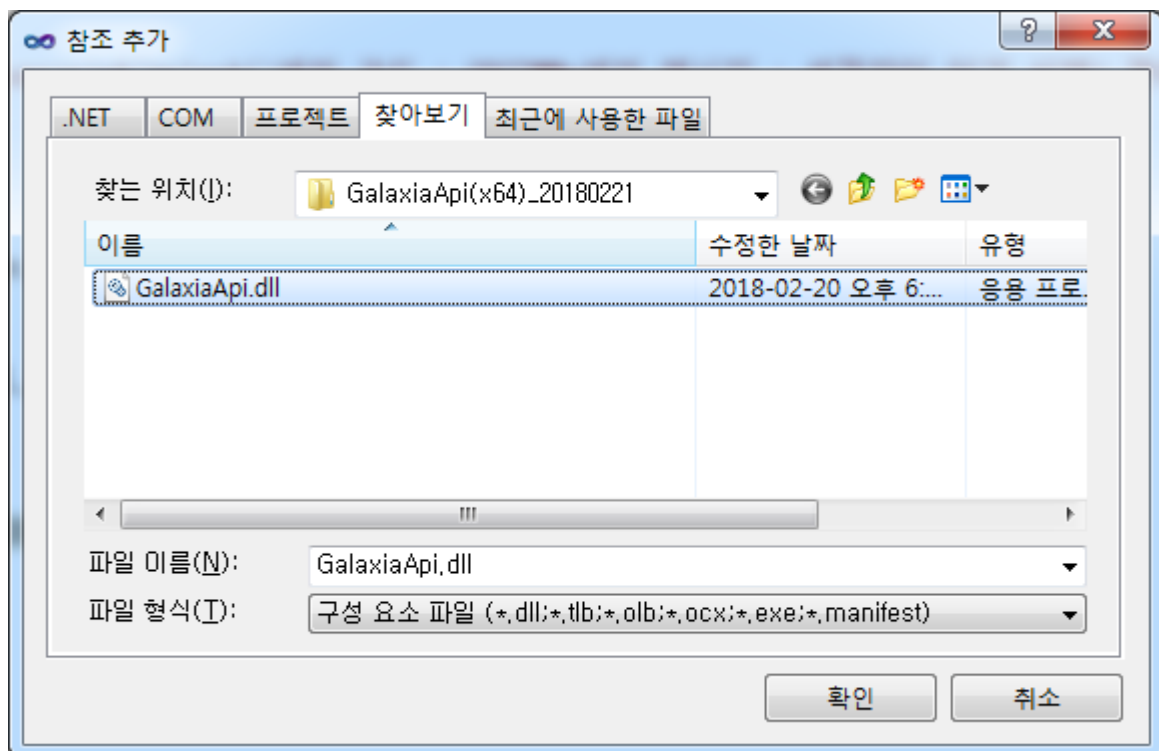 참조 추가
.NET COM 프로젝트 찾아보기 최근에 사용한 파일
찾는 위치(I): GalaxiaApi(x64)_20180221
이름 수정한 날짜 유형
GalaxiaApi.dll 2018-02-20 오후 6:... 응용 프로
파일 이름(N): GalaxiaApi.dll
파일 형식(T): 구성 요소 파일 (*.dll;*.tlb;*.olb;*.ocx;*.exe;*.manifest)
확인 취소